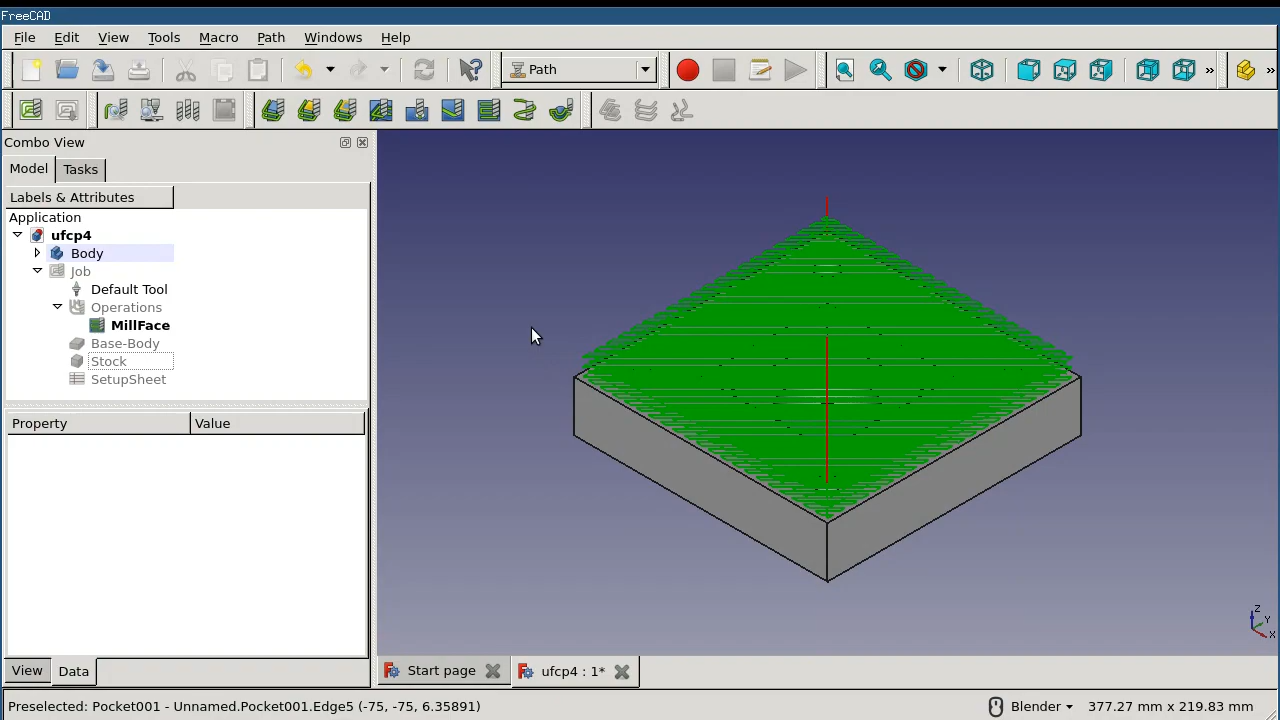 FreeCAD
File Edit View Tools Macro Path Windows Help
Path
»
»
Combo View
Model Tasks
Labels & Attributes
Application
ufcp4
Body
Job
Default Tool
Operations
MillFace
Base-Body
Stock
SetupSheet
Property Value
View Data
Start page ufcp4 : 1*
Z
Y
X
Preselected: Pocket001 - Unnamed.Pocket001.Edge5 (-75, -75, 6.35891) Blender 377.27 mm x 219.83 mm